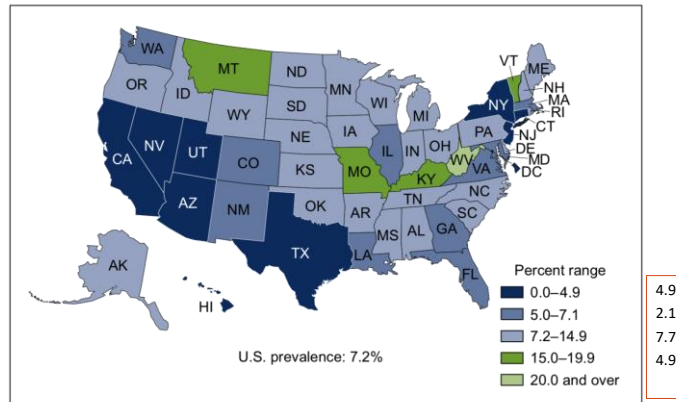 WA
MT
ND
MN
VT
ME
NH
MA
RI
CT
NJ
DE
MD
DC
OR
ID
WY
SD
WI
MI
NY
PA
NE
IA
IL
IN
OH
WV
VA
CA
NV
UT
CO
KS
MO
KY
NC
TN
AZ
NM
OK
AR
SC
MS
AL
GA
TX
LA
FL
AK
HI
U.S. prevalence: 7.2%
Percent range
0.0–4.9
5.0–7.1
7.2–14.9
15.0–19.9
20.0 and over
4.9
2.1
7.7
4.9